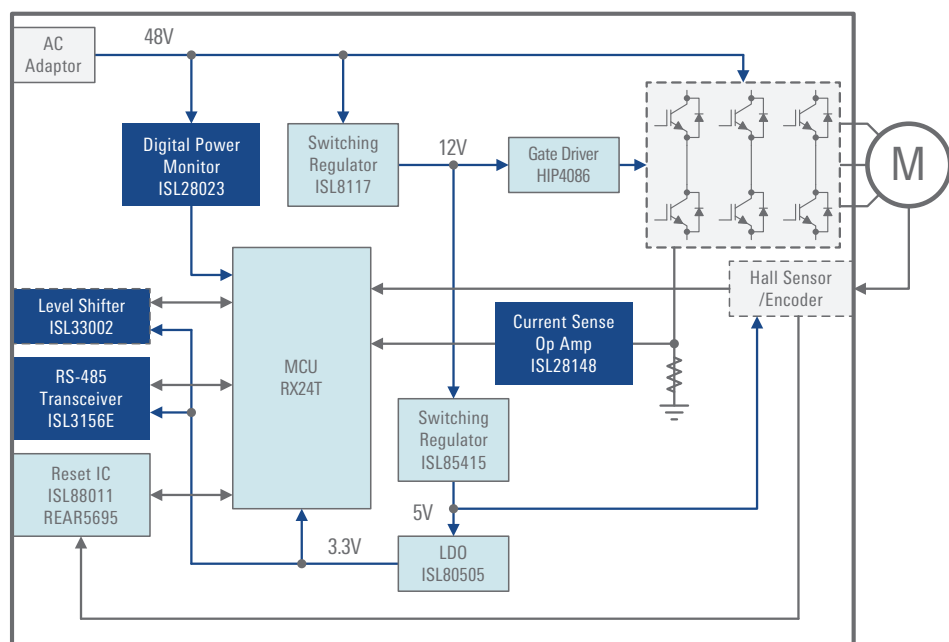 AC
Adaptor
48V
Digital Power
Monitor
ISL28023
Switching
Regulator
ISL8117
12V
Gate Driver
HIP4086
M
Level Shifter
ISL33002
MCU
RX24T
Hall Sensor
/Encoder
Current Sense
Op Amp
ISL28148
RS-485
Transceiver
ISL3156E
Switching
Regulator
ISL85415
Reset IC
ISL88011
REAR5695
5V
3.3V
LDO
ISL80505